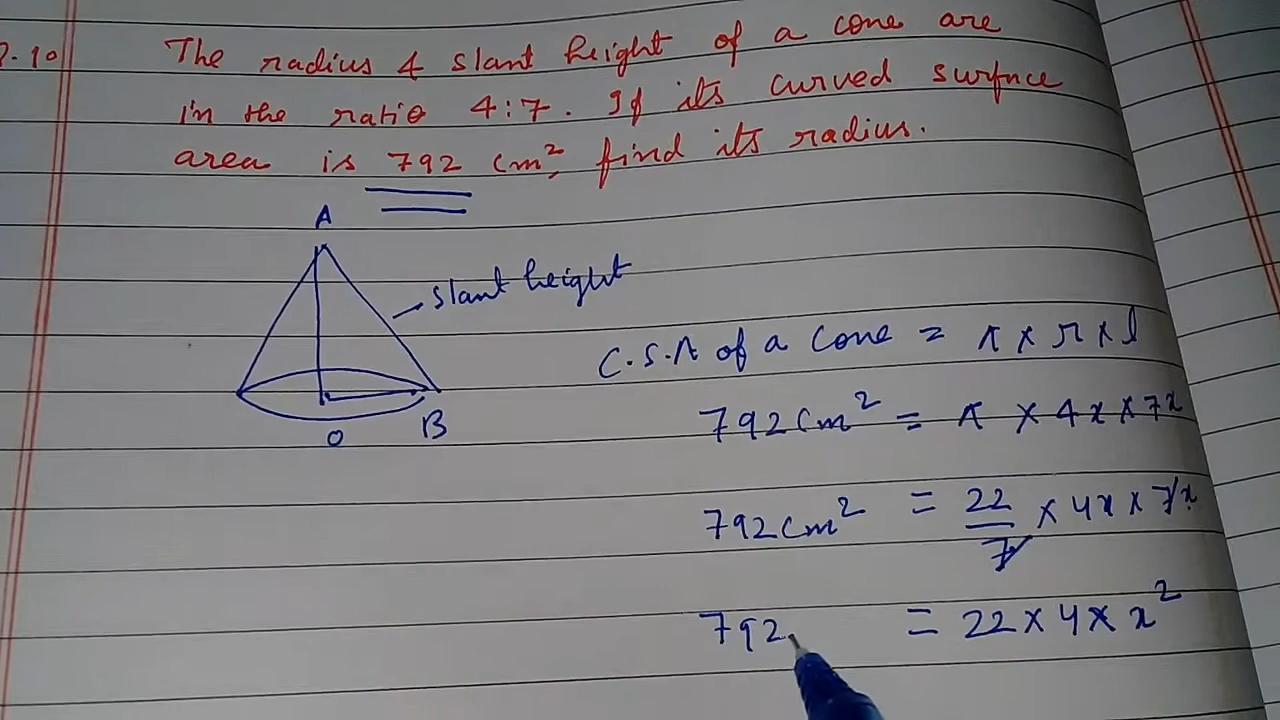 Q.10 The radius & slant height of a cone are
in the ratio 4:7. If its curved surface
area is 792 cm², find its radius.
A
slant height
O
B
C.S.A of a cone = π × r × l
792 cm² = π × 4x × 7x
792 cm² = 22/7 × 4x × 7x
792 = 22 × 4 × x²